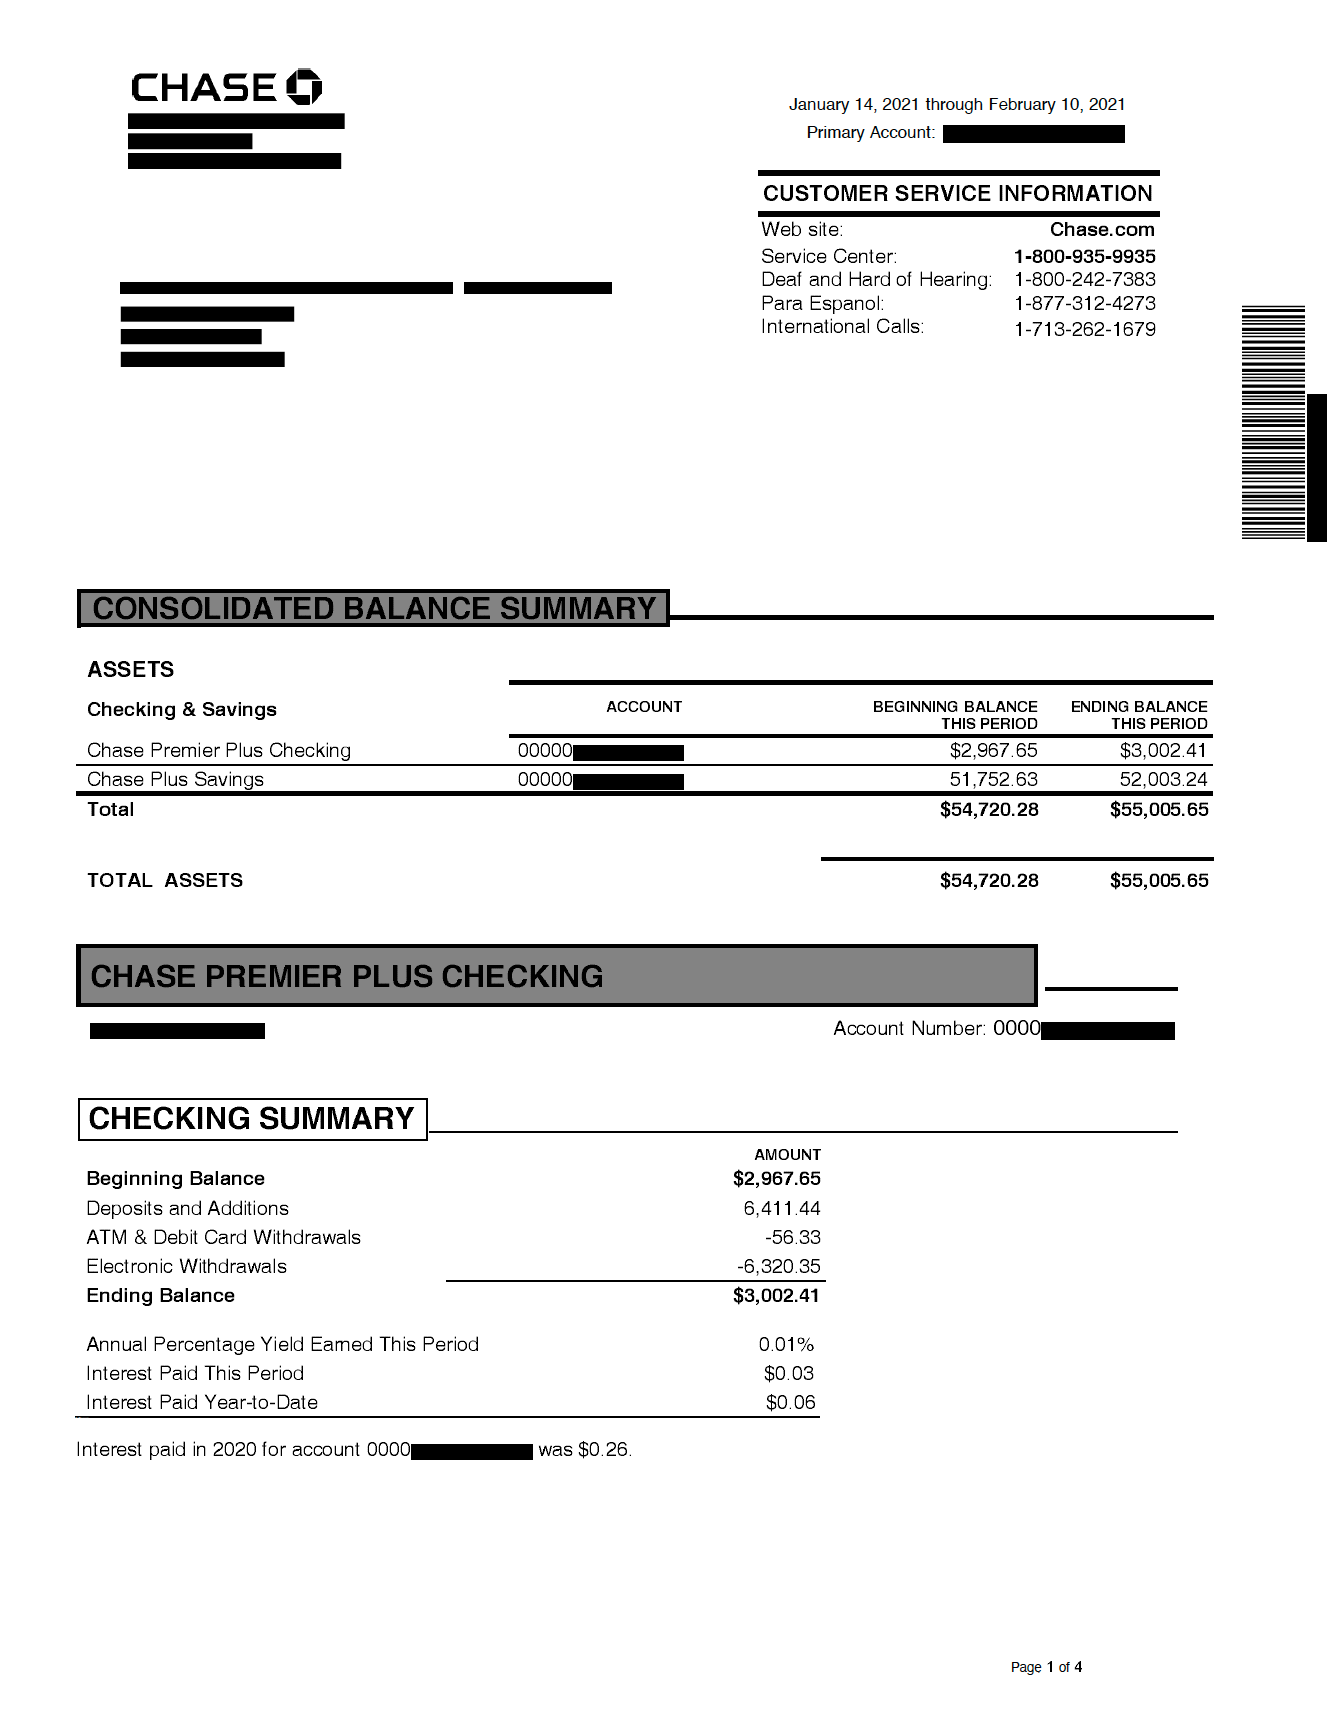 CHASE
January 14, 2021 through February 10, 2021
Primary Account:
CUSTOMER SERVICE INFORMATION
Web site: Chase.com
Service Center: 1-800-935-9935
Deaf and Hard of Hearing: 1-800-242-7383
Para Espanol: 1-877-312-4273
International Calls: 1-713-262-1679
CONSOLIDATED BALANCE SUMMARY
ASSETS
Checking & Savings ACCOUNT BEGINNING BALANCE THIS PERIOD ENDING BALANCE THIS PERIOD
Chase Premier Plus Checking 00000 $2,967.65 $3,002.41
Chase Plus Savings 00000 51,752.63 52,003.24
Total $54,720.28 $55,005.65
TOTAL ASSETS $54,720.28 $55,005.65
CHASE PREMIER PLUS CHECKING
Account Number: 0000
CHECKING SUMMARY
AMOUNT
Beginning Balance $2,967.65
Deposits and Additions 6,411.44
ATM & Debit Card Withdrawals -56.33
Electronic Withdrawals -6,320.35
Ending Balance $3,002.41
Annual Percentage Yield Earned This Period 0.01%
Interest Paid This Period $0.03
Interest Paid Year-to-Date $0.06
Interest paid in 2020 for account 0000 was $0.26.
Page 1 of 4